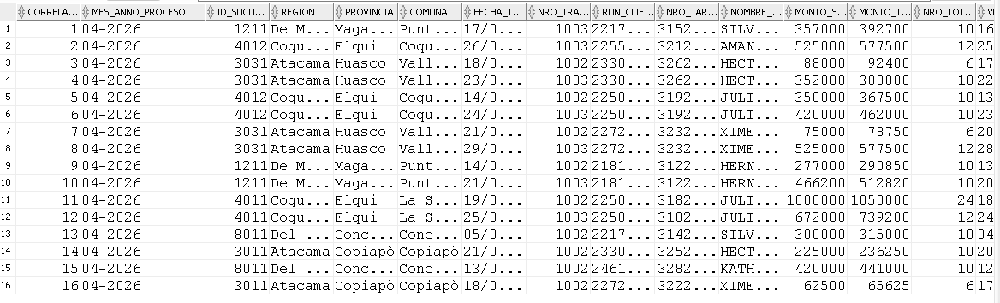 CORRELA... MES_ANNO_PROCESO ID_SUCU... REGION PROVINCIA COMUNA FECHA_T... NRO_TRA... RUN_CLIE... NRO_TAR... NOMBRE_... MONTO_S... MONTO_T... NRO_TOT...
1 1 04-2026 1211 De M... Maga... Punt... 17/0... 1003 2217... 3152... SILV... 357000 392700 10 16
2 2 04-2026 4012 Coqu... Elqui Coqu... 26/0... 1003 2255... 3212... AMAN... 525000 577500 12 25
3 3 04-2026 3031 Atacama Huasco Vall... 18/0... 1002 2330... 3262... HECT... 88000 92400 6 17
4 4 04-2026 3031 Atacama Huasco Vall... 23/0... 1003 2330... 3262... HECT... 352800 388080 10 22
5 5 04-2026 4012 Coqu... Elqui Coqu... 14/0... 1002 2250... 3192... JULI... 350000 367500 10 13
6 6 04-2026 4012 Coqu... Elqui Coqu... 24/0... 1003 2250... 3192... JULI... 420000 462000 10 23
7 7 04-2026 3031 Atacama Huasco Vall... 21/0... 1002 2272... 3232... XIME... 75000 78750 6 20
8 8 04-2026 3031 Atacama Huasco Vall... 29/0... 1003 2272... 3232... XIME... 525000 577500 12 28
9 9 04-2026 1211 De M... Maga... Punt... 14/0... 1002 2181... 3122... HERN... 277000 290850 10 13
10 10 04-2026 1211 De M... Maga... Punt... 21/0... 1003 2181... 3122... HERN... 466200 512820 10 20
11 11 04-2026 4011 Coqu... Elqui La S... 19/0... 1002 2250... 3182... JULI... 1000000 1050000 24 18
12 12 04-2026 4011 Coqu... Elqui La S... 25/0... 1003 2250... 3182... JULI... 672000 739200 12 24
13 13 04-2026 8011 Del ... Conc... Conc... 05/0... 1002 2217... 3142... SILV... 300000 315000 10 04
14 14 04-2026 3011 Atacama Copiapò Copiapò 21/0... 1002 2330... 3252... HECT... 225000 236250 10 20
15 15 04-2026 8011 Del ... Conc... Conc... 13/0... 1002 2461... 3282... KATH... 420000 441000 10 12
16 16 04-2026 3011 Atacama Copiapò Copiapò 18/0... 1002 2272... 3222... XIME... 62500 65625 6 17